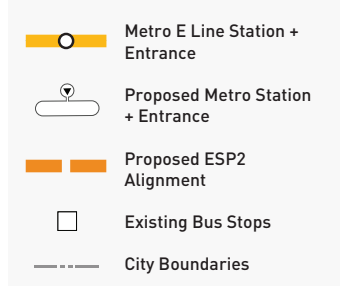 Metro E Line Station +
Entrance
Proposed Metro Station
+ Entrance
Proposed ESP2
Alignment
Existing Bus Stops
City Boundaries